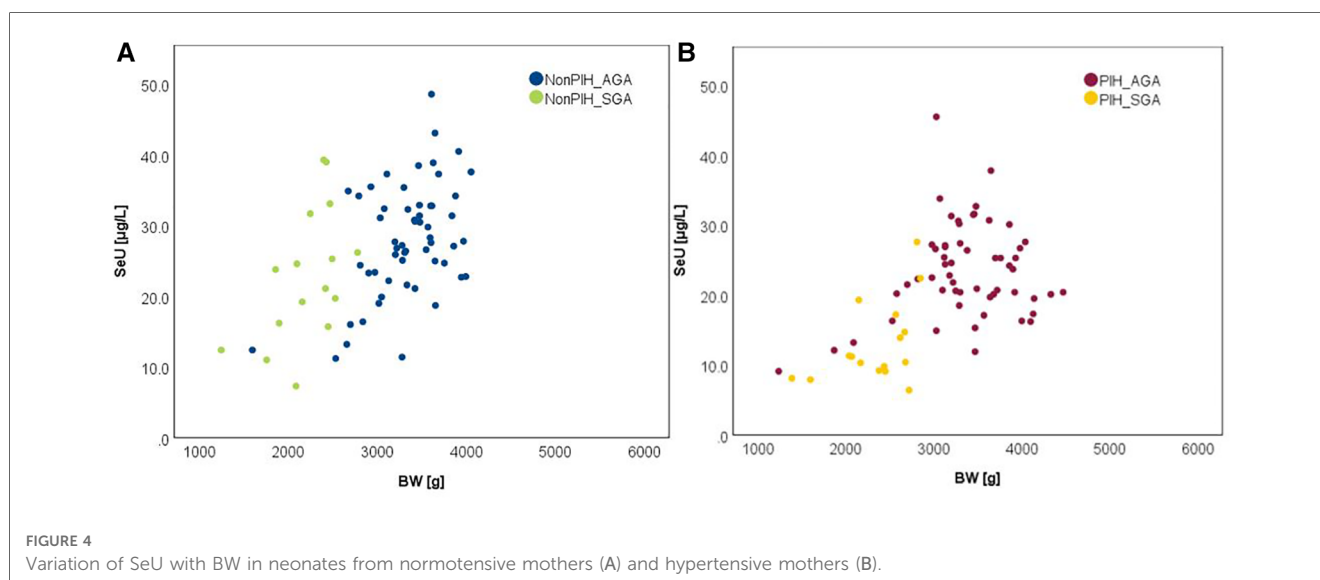 A
NonPIH_AGA
NonPIH_SGA
50.0
40.0
30.0
20.0
10.0
.0
SeU [µg/L]
1000 2000 3000 4000 5000 6000
BW [g]
B
PIH_AGA
PIH_SGA
50.0
40.0
30.0
20.0
10.0
.0
SeU [µg/L]
1000 2000 3000 4000 5000 6000
BW [g]
FIGURE 4
Variation of SeU with BW in neonates from normotensive mothers (A) and hypertensive mothers (B).